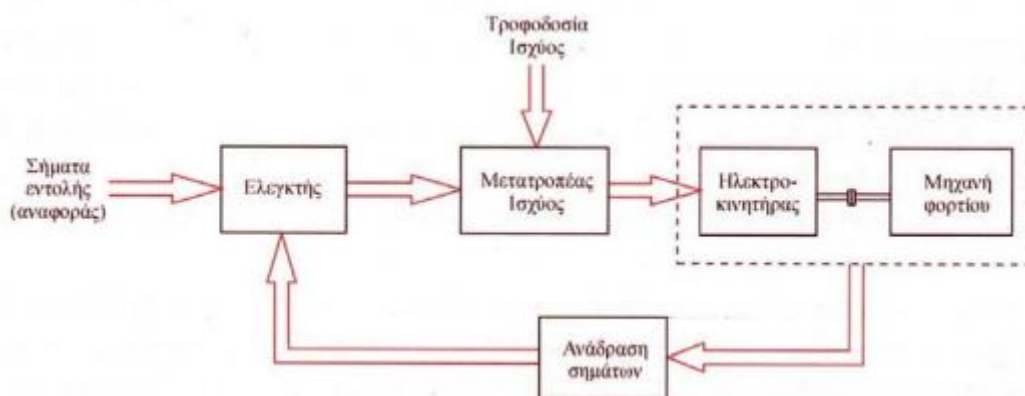 Τροφοδοσία
Ισχύος
Σήματα
εντολής
(αναφοράς)
Ελεγκτής
Μετατροπέας
Ισχύος
Ηλεκτρο-
κινητήρας
Μηχανή
φορτίου
Ανάδραση
σημάτων